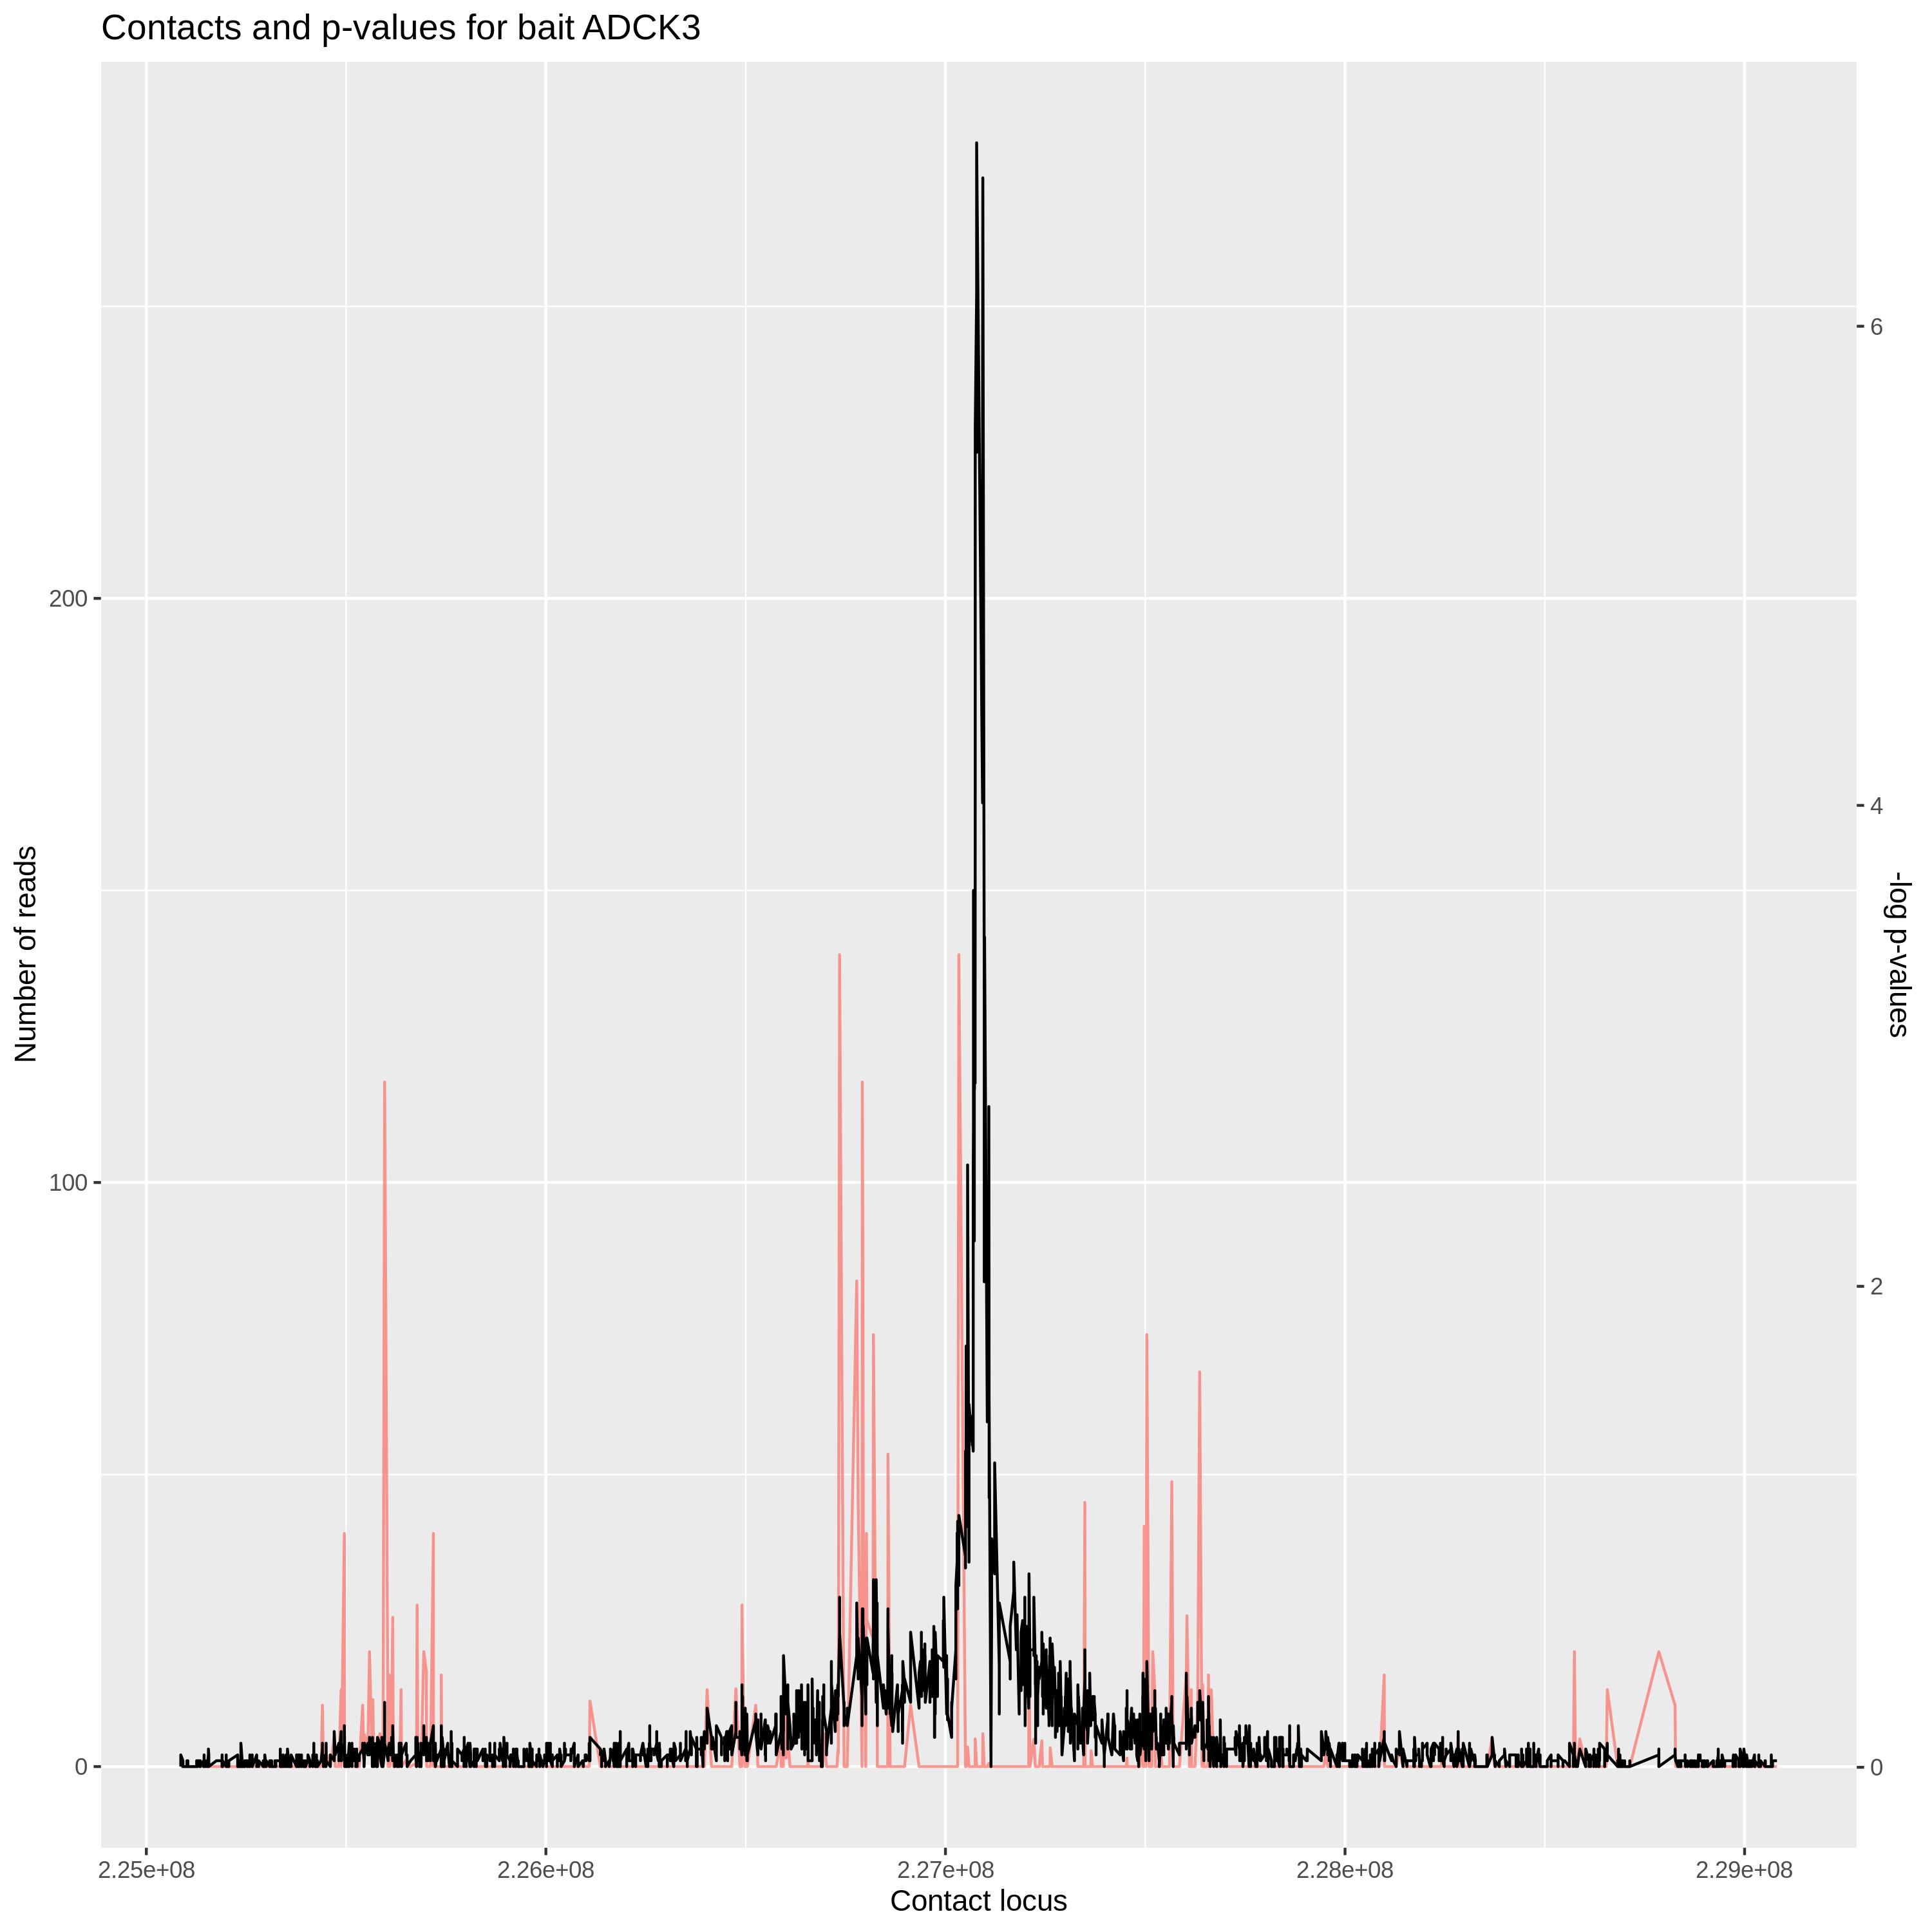 Contacts and p-values for bait ADCK3
Number of reads
200
100
0
6
4
2
0
-log p-values
2.25e+08 2.26e+08 2.27e+08 2.28e+08 2.29e+08
Contact locus